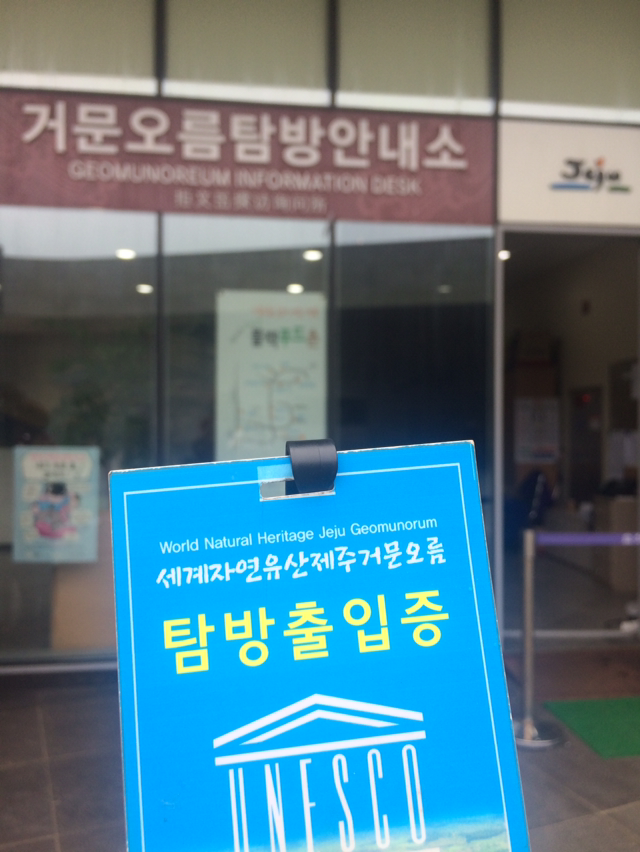 거문오름탐방안내소
GEOMUNOREUM INFORMATION DESK
Jeju
World Natural Heritage Jeju Geomunorum
세계자연유산제주거문오름
탐방출입증
UNESCO